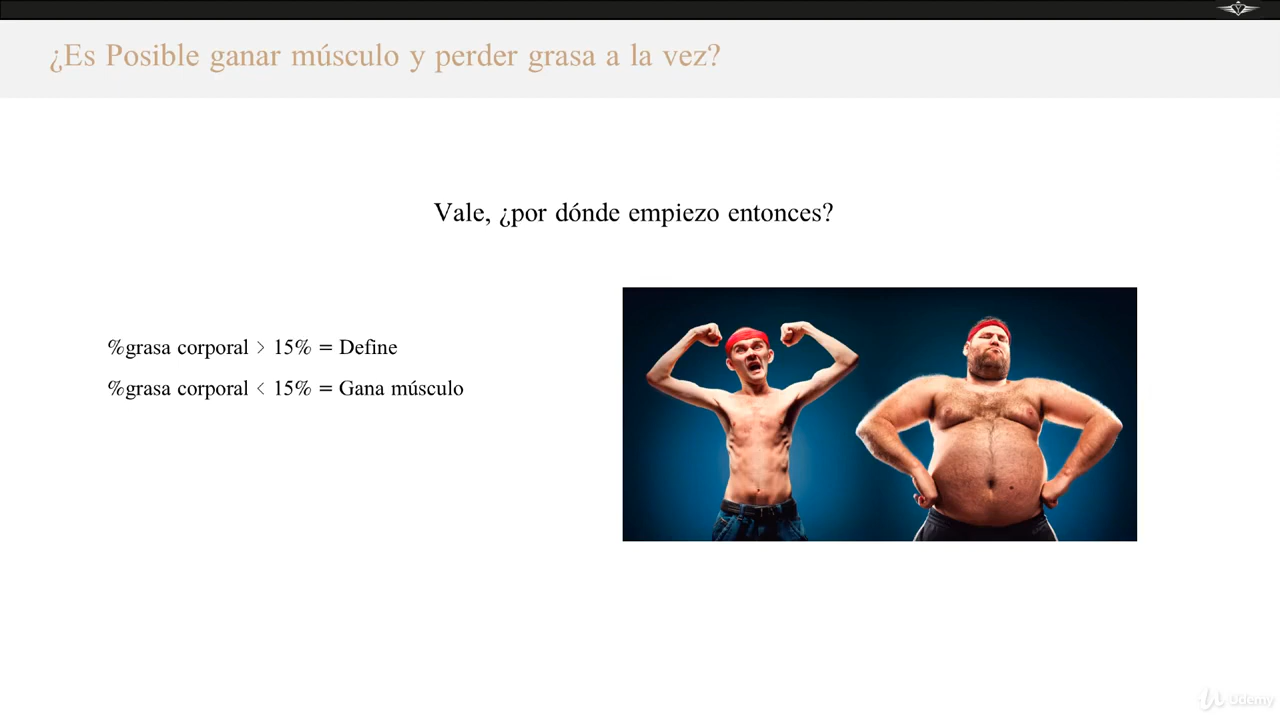 ¿Es Posible ganar músculo y perder grasa a la vez?
Vale, ¿por dónde empiezo entonces?
%grasa corporal > 15% = Define
%grasa corporal < 15% = Gana músculo
Udemy